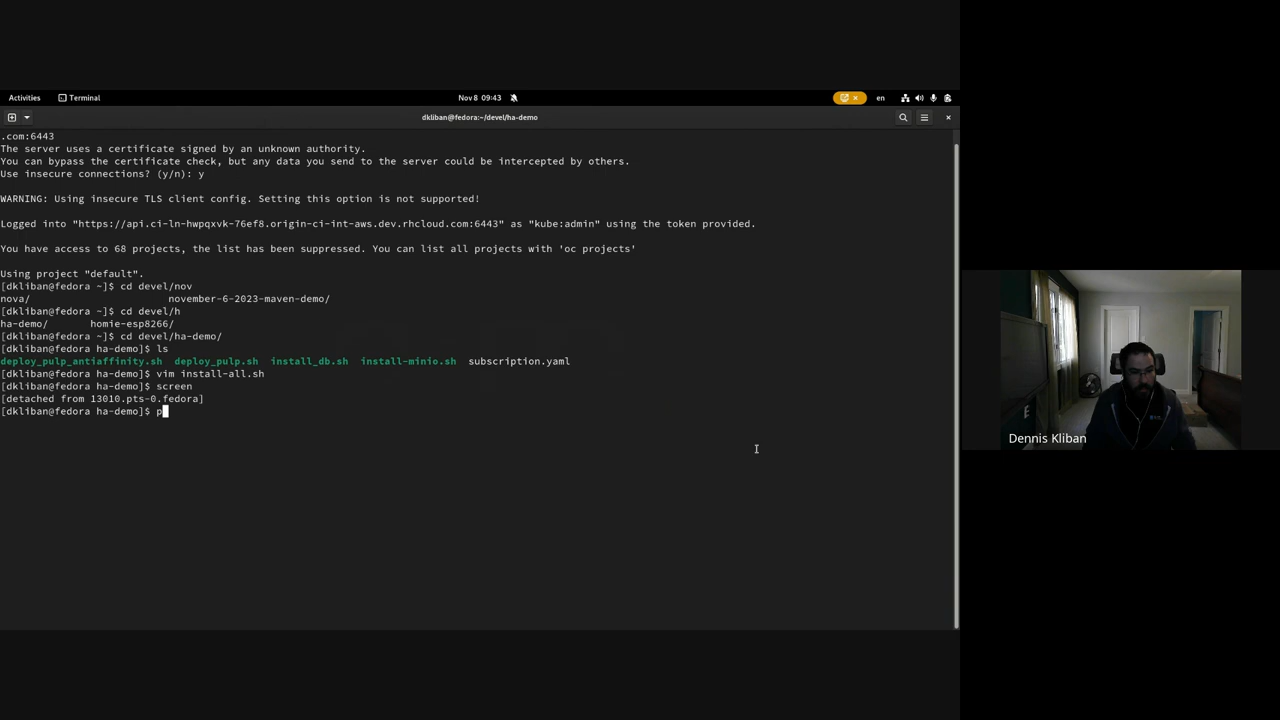 Activities
Terminal
Nov 8 09:43
en
dkliban@fedora:~/devel/ha-demo
.com:6443
The server uses a certificate signed by an unknown authority.
You can bypass the certificate check, but any data you send to the server could be intercepted by others.
Use insecure connections? (y/n): y
WARNING: Using insecure TLS client config. Setting this option is not supported!
Logged into "https://api.ci-ln-hwpqxvk-76ef8.origin-ci-int-aws.dev.rhcloud.com:6443" as "kube:admin" using the token provided.
You have access to 68 projects, the list has been suppressed. You can list all projects with 'oc projects'
Using project "default".
[dkliban@fedora ~]$ cd devel/nov
nova/ november-6-2023-maven-demo/
[dkliban@fedora ~]$ cd devel/h
ha-demo/ homie-esp8266/
[dkliban@fedora ~]$ cd devel/ha-demo/
[dkliban@fedora ha-demo]$ ls
deploy_pulp_antiaffinity.sh deploy_pulp.sh install_db.sh install-minio.sh subscription.yaml
[dkliban@fedora ha-demo]$ vim install-all.sh
[dkliban@fedora ha-demo]$ screen
[detached from 13010.pts-0.fedora]
[dkliban@fedora ha-demo]$ p
Dennis Kliban